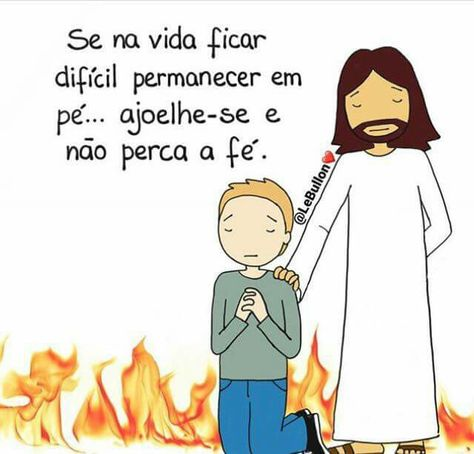 Se na vida ficar
difícil permanecer em
pé... ajoelhe-se e
não perca a fé.
@LeBullon